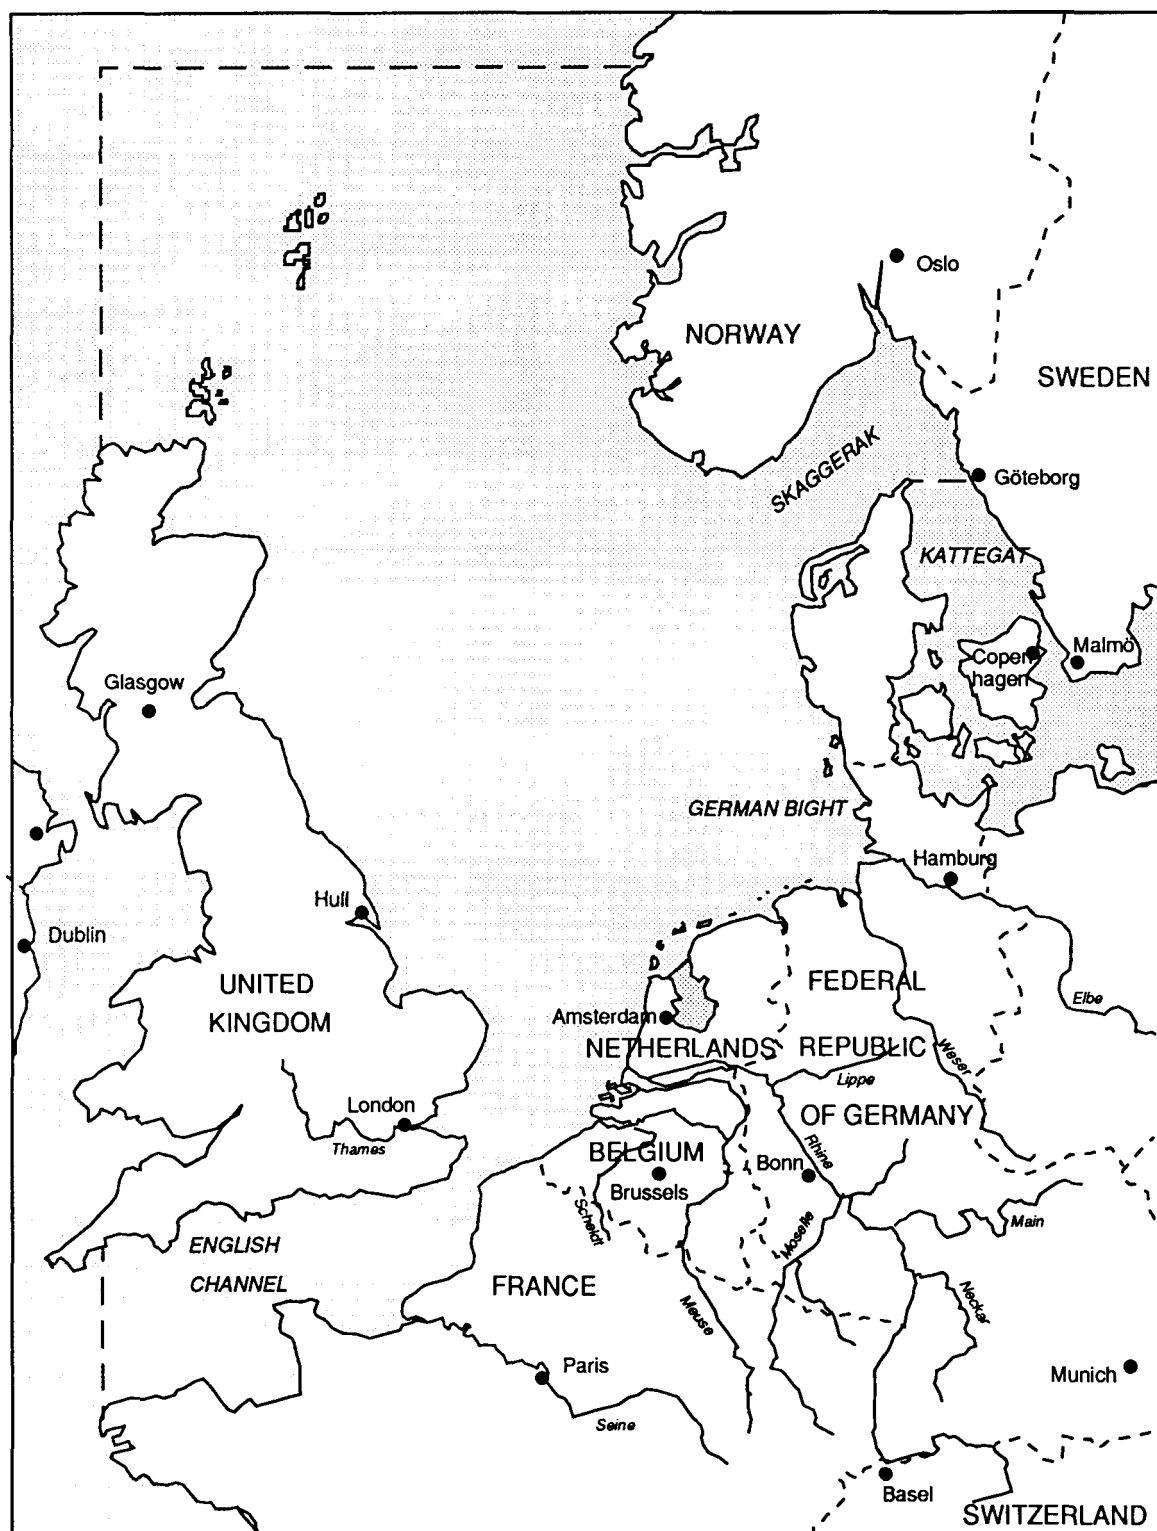 Oslo
NORWAY
SWEDEN
SKAGGERAK
Göteborg
KATTEGAT
Copen
hagen
Malmö
Glasgow
GERMAN BIGHT
Hamburg
Hull
Dublin
UNITED
KINGDOM
FEDERAL
Elbe
Amsterdam
NETHERLANDS
REPUBLIC
Weser
Lippe
London
OF GERMANY
Thames
BELGIUM
Bonn
Rhine
Brussels
Scheldt
Moselle
Main
ENGLISH
CHANNEL
FRANCE
Meuse
Neckar
Paris
Munich
Seine
Basel
SWITZERLAND